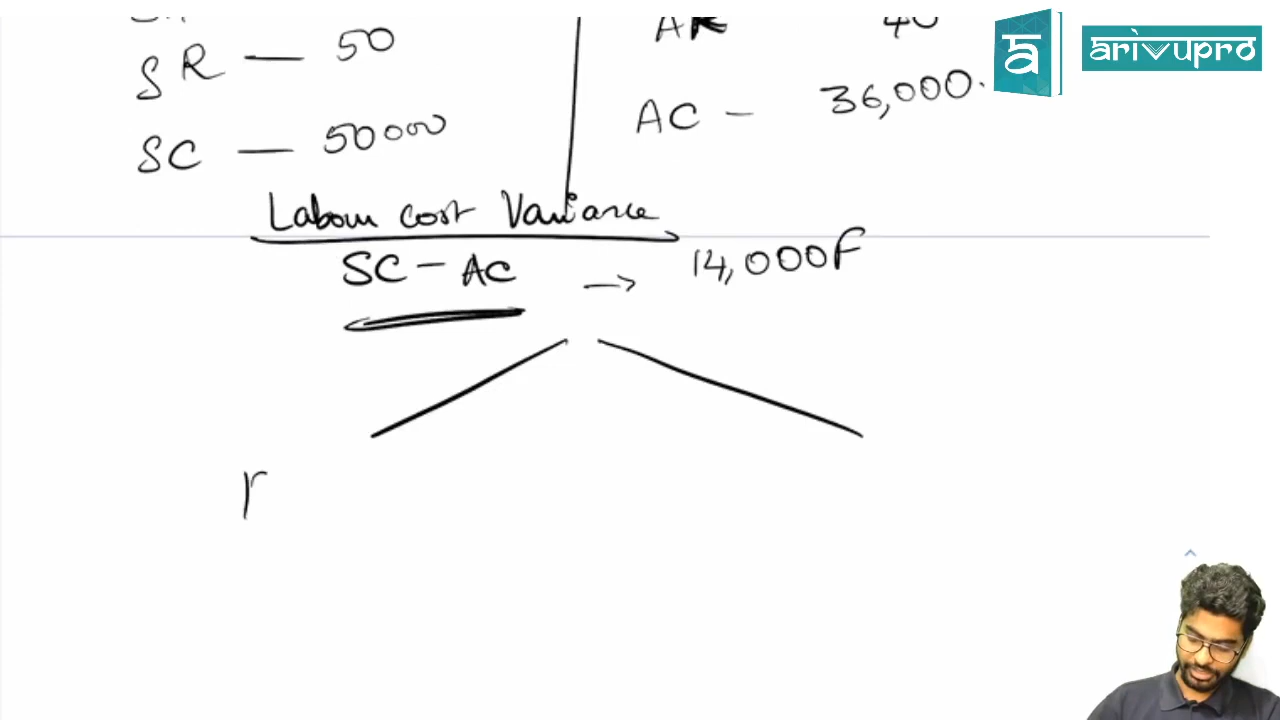 SR — 50
AR 40
SC — 50000
AC — 36,000.
Labour cost Variance
SC - AC → 14,000F
r
ā arivupro